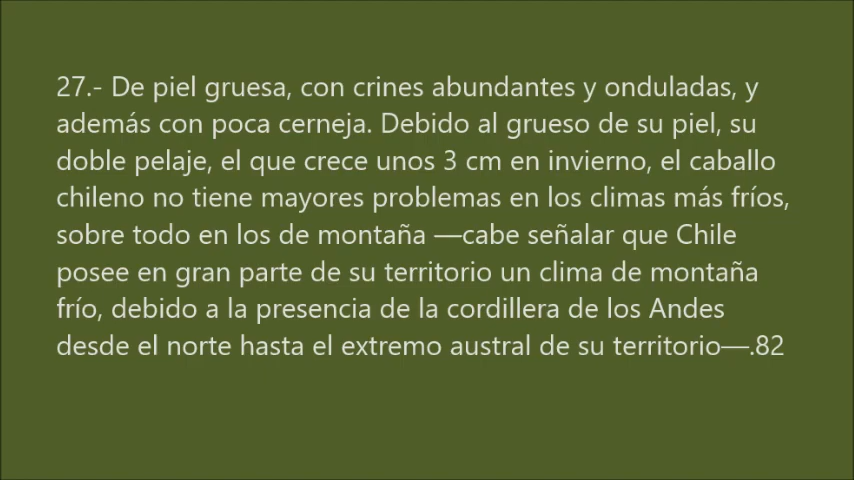 27.- De piel gruesa, con crines abundantes y onduladas, y
además con poca cerneja. Debido al grueso de su piel, su
doble pelaje, el que crece unos 3 cm en invierno, el caballo
chileno no tiene mayores problemas en los climas más fríos,
sobre todo en los de montaña —cabe señalar que Chile
posee en gran parte de su territorio un clima de montaña
frío, debido a la presencia de la cordillera de los Andes
desde el norte hasta el extremo austral de su territorio—.82